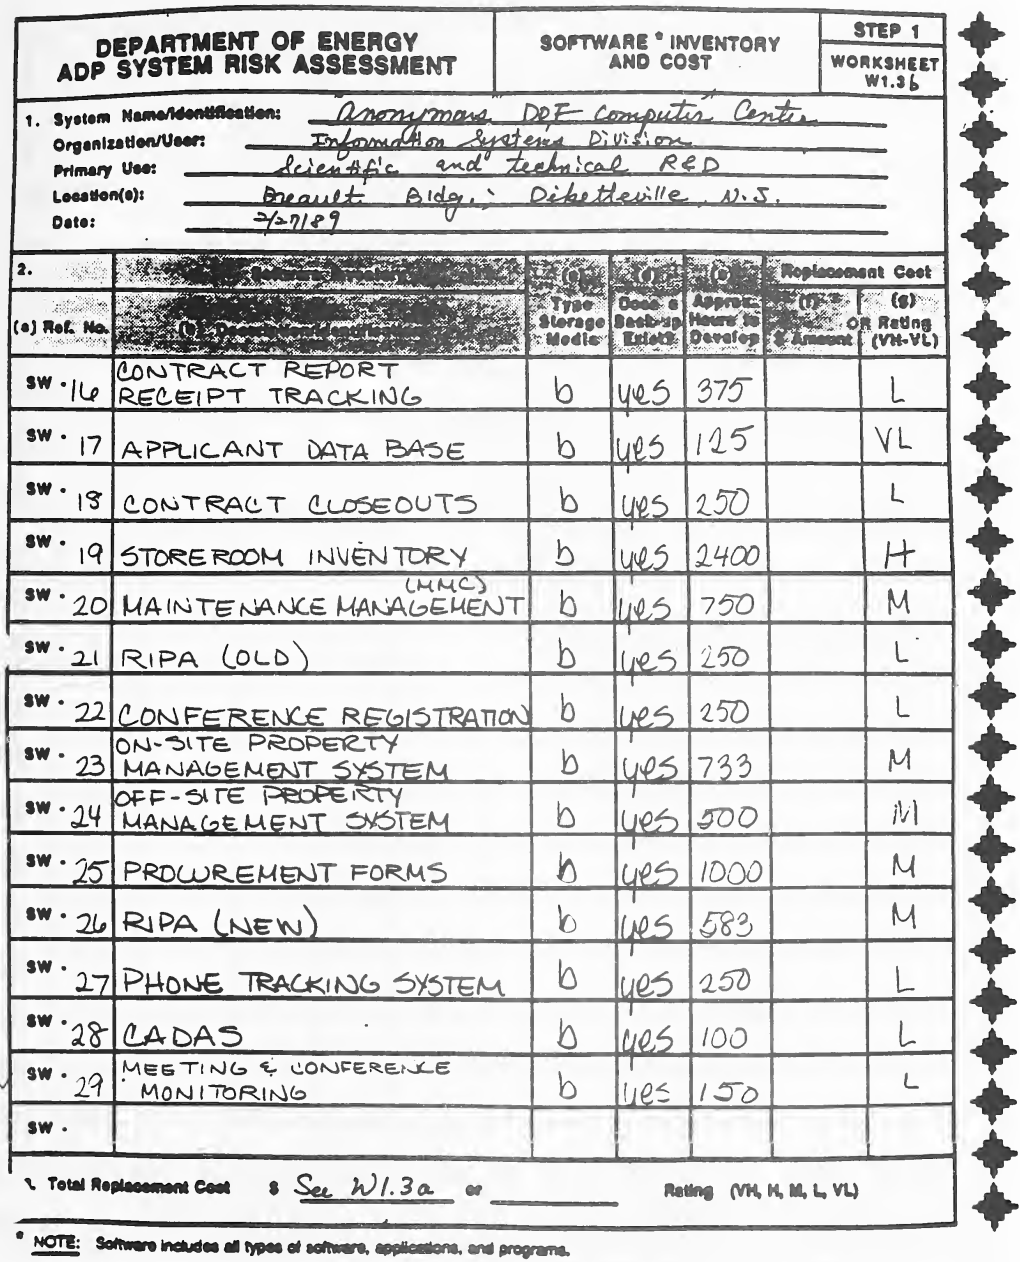 DEPARTMENT OF ENERGY
ADP SYSTEM RISK ASSESSMENT
SOFTWARE * INVENTORY
AND COST
STEP 1
WORKSHEET
W1.3b
1. System Name/Identification: "Anonymous" DOE Computer Center
Organization/User: Information Systems Division
Primary Use: Scientific and technical R&D
Location(s): Breault Bldg.; Dibettleville, N.J.
Date: 2/27/89
2. Software Inventory Replacement Cost
(a) Ref. No. (b) Description/Identification (c) Type Storage Media (d) Does a Back-up Exist? (e) Approx. Hours to Develop (f) $ Amount OR (g) Rating (VH-VL)
SW - 16 CONTRACT REPORT
RECEIPT TRACKING b yes 375 L
SW - 17 APPLICANT DATA BASE b yes 125 VL
SW - 18 CONTRACT CLOSEOUTS b yes 250 L
SW - 19 STOREROOM INVENTORY b yes 2400 H
(MMC)
SW - 20 MAINTENANCE MANAGEMENT b yes 750 M
SW - 21 RIPA (OLD) b yes 250 L
SW - 22 CONFERENCE REGISTRATION b yes 250 L
ON-SITE PROPERTY
SW - 23 MANAGEMENT SYSTEM b yes 733 M
OFF-SITE PROPERTY
SW - 24 MANAGEMENT SYSTEM b yes 500 M
SW - 25 PROCUREMENT FORMS b yes 1000 M
SW - 26 RIPA (NEW) b yes 583 M
SW - 27 PHONE TRACKING SYSTEM b yes 250 L
SW - 28 CADAS b yes 100 L
SW - 29 MEETING & CONFERENCE
MONITORING b yes 150 L
SW -
Total Replacement Cost $ See W1.3a or Rating (VH, H, M, L, VL)
* NOTE: Software includes all types of software, applications, and programs.